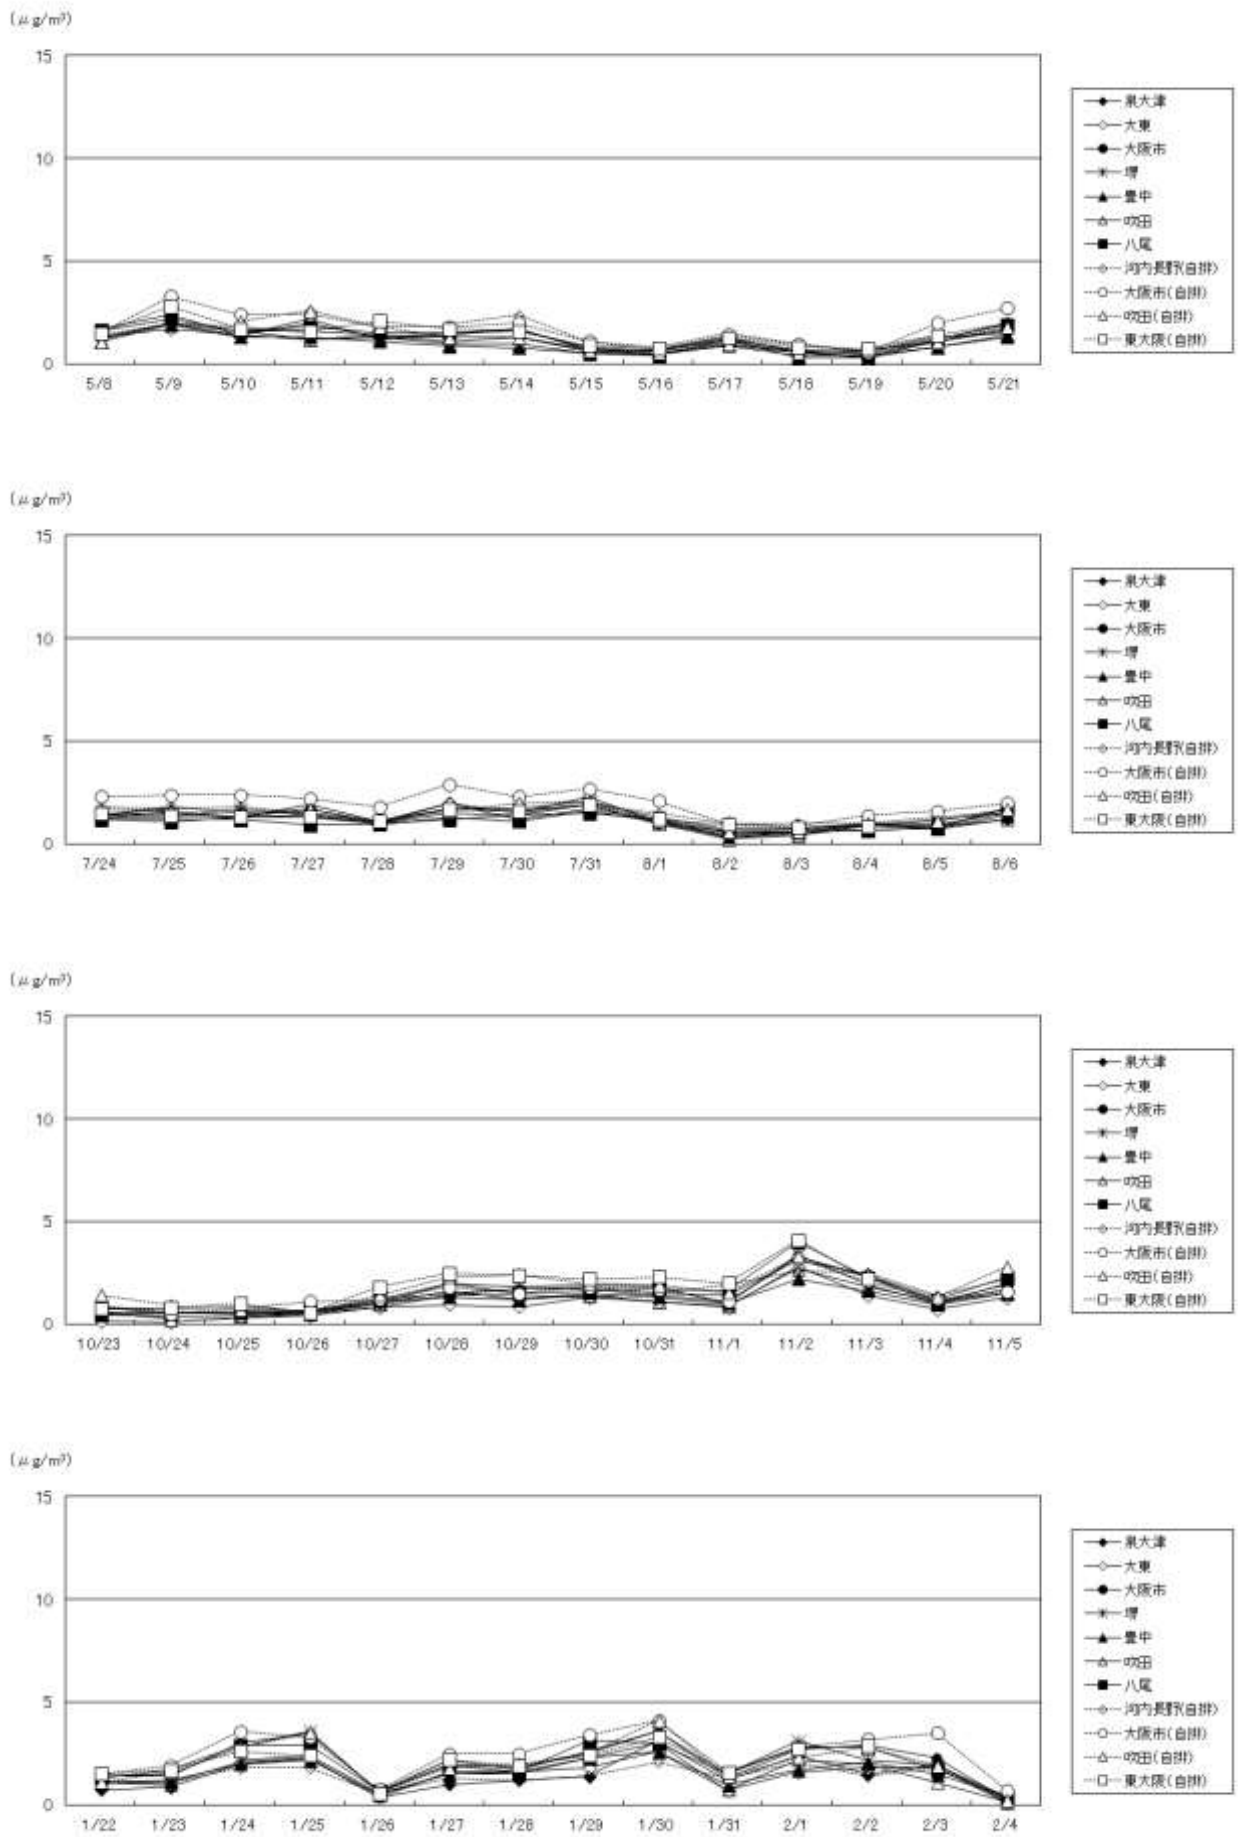 (μg/m³)
15
10
5
0
5/8 5/9 5/10 5/11 5/12 5/13 5/14 5/15 5/16 5/17 5/18 5/19 5/20 5/21
泉大津
大東
大阪市
堺
豊中
吹田
八尾
河内長野(自排)
大阪市(自排)
吹田(自排)
東大阪(自排)
(μg/m³)
15
10
5
0
7/24 7/25 7/26 7/27 7/28 7/29 7/30 7/31 8/1 8/2 8/3 8/4 8/5 8/6
泉大津
大東
大阪市
堺
豊中
吹田
八尾
河内長野(自排)
大阪市(自排)
吹田(自排)
東大阪(自排)
(μg/m³)
15
10
5
0
10/23 10/24 10/25 10/26 10/27 10/28 10/29 10/30 10/31 11/1 11/2 11/3 11/4 11/5
泉大津
大東
大阪市
堺
豊中
吹田
八尾
河内長野(自排)
大阪市(自排)
吹田(自排)
東大阪(自排)
(μg/m³)
15
10
5
0
1/22 1/23 1/24 1/25 1/26 1/27 1/28 1/29 1/30 1/31 2/1 2/2 2/3 2/4
泉大津
大東
大阪市
堺
豊中
吹田
八尾
河内長野(自排)
大阪市(自排)
吹田(自排)
東大阪(自排)